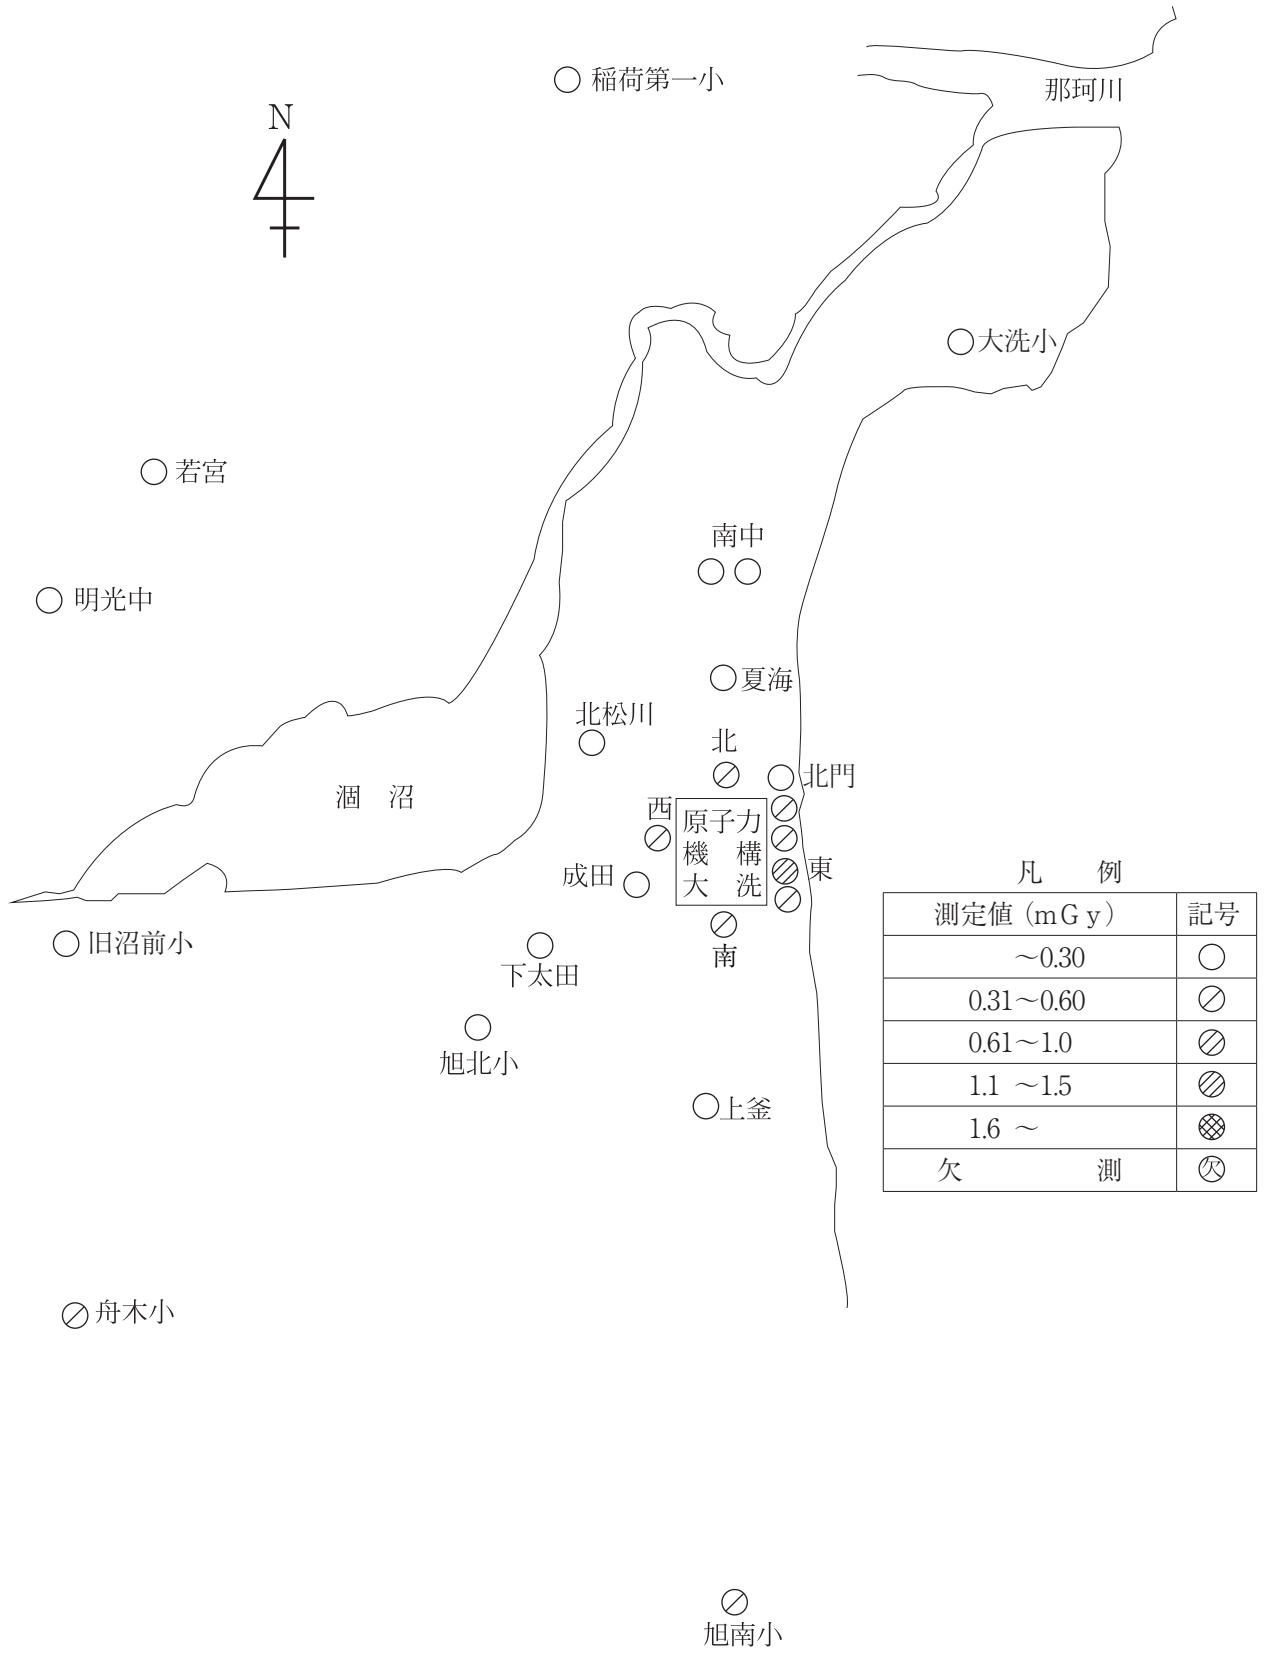 稲荷第一小
那珂川
N
大洗小
若宮
南中
明光中
夏海
北松川
北
北門
涸 沼
西
原子力
機 構
大 洗
東
成田
凡 例
測定値（mGy） 記号
～0.30
0.31～0.60
0.61～1.0
1.1 ～1.5
1.6 ～
欠 測 欠
旧沼前小
南
下太田
旭北小
上釜
舟木小
旭南小